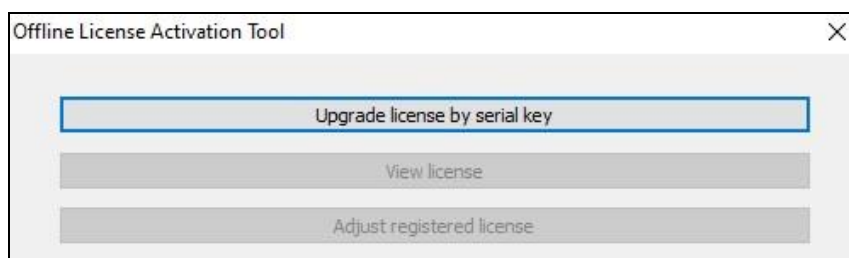 Offline License Activation Tool
Upgrade license by serial key
View license
Adjust registered license